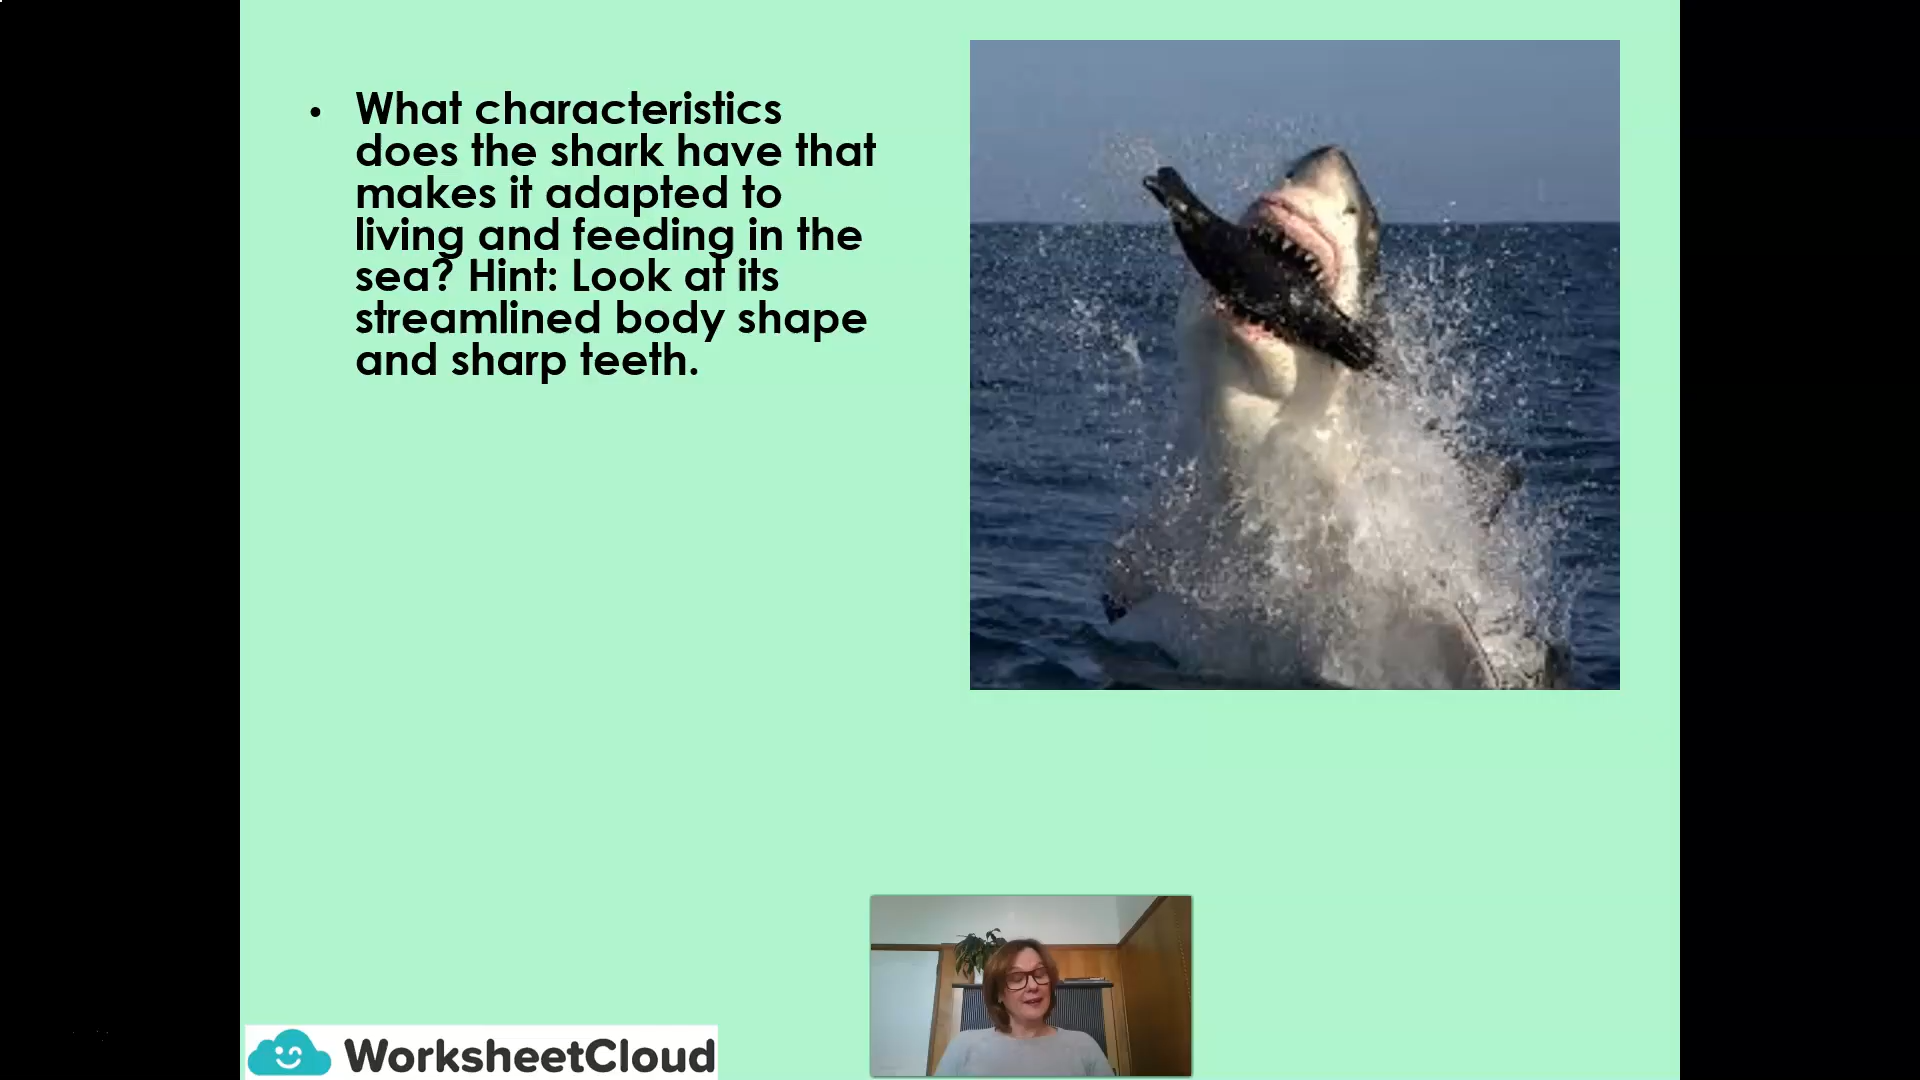 • What characteristics
does the shark have that
makes it adapted to
living and feeding in the
sea? Hint: Look at its
streamlined body shape
and sharp teeth.
WorksheetCloud